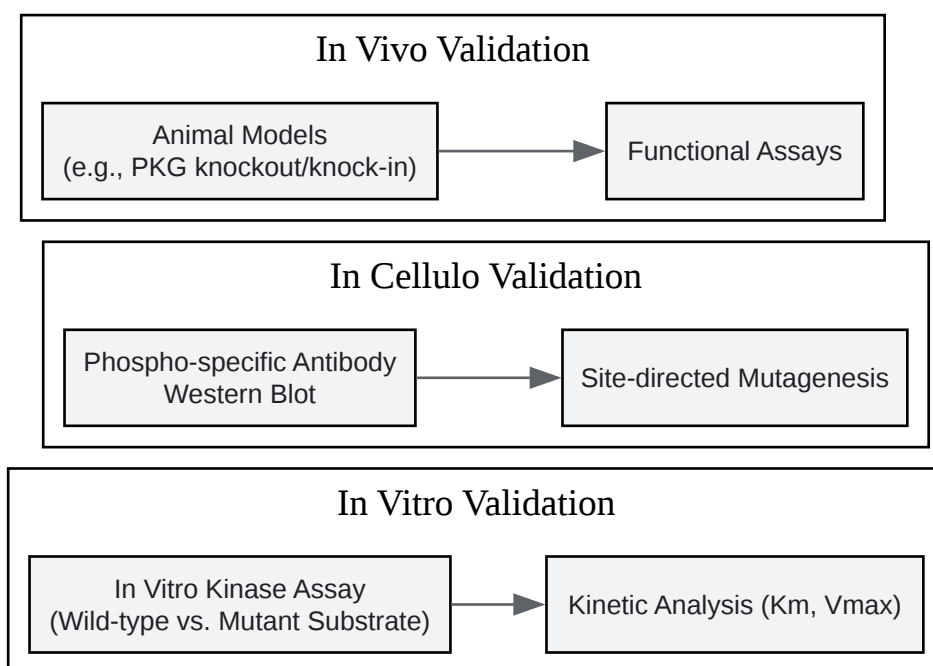 In Vivo Validation
Animal Models
(e.g., PKG knockout/knock-in)
Functional Assays
In Cellulo Validation
Phospho-specific Antibody
Western Blot
Site-directed Mutagenesis
In Vitro Validation
In Vitro Kinase Assay
(Wild-type vs. Mutant Substrate)
Kinetic Analysis (Km, Vmax)